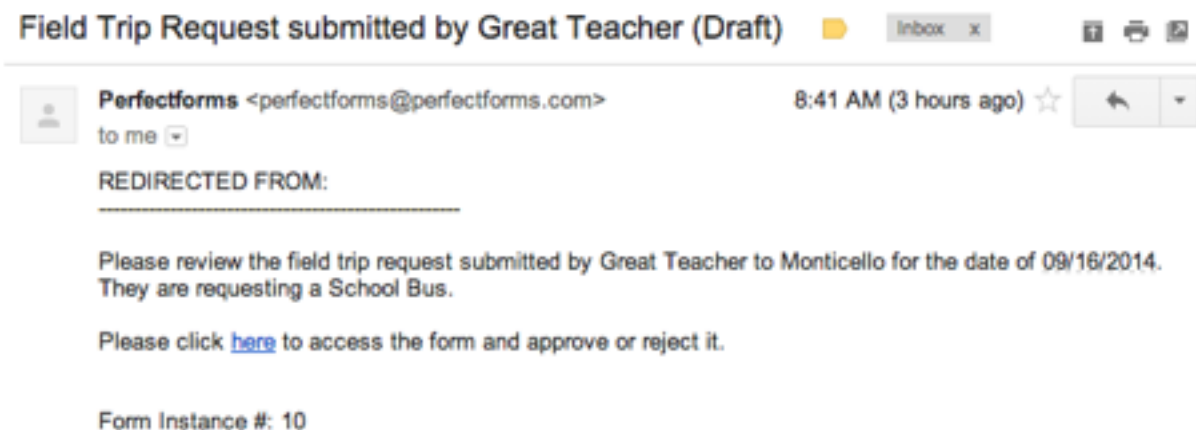 Field Trip Request submitted by Great Teacher (Draft) Inbox x
Perfectforms <perfectforms@perfectforms.com> 8:41 AM (3 hours ago)
to me
REDIRECTED FROM:
--------------------------------------------------
Please review the field trip request submitted by Great Teacher to Monticello for the date of 09/16/2014.
They are requesting a School Bus.
Please click here to access the form and approve or reject it.
Form Instance #: 10